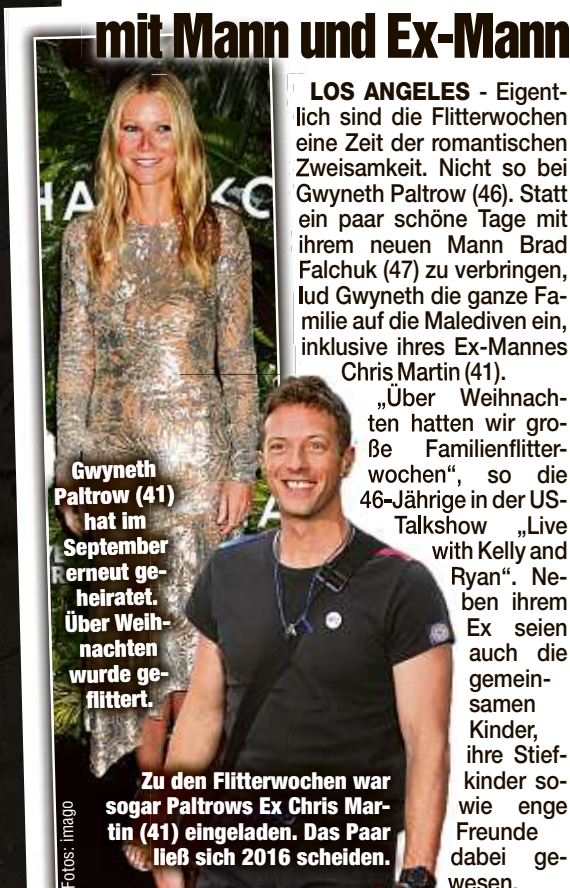 mit Mann und Ex-Mann
LOS ANGELES - Eigent-
lich sind die Flitterwochen
eine Zeit der romantischen
Zweisamkeit. Nicht so bei
Gwyneth Paltrow (46). Statt
ein paar schöne Tage mit
ihrem neuen Mann Brad
Falchuk (47) zu verbringen,
lud Gwyneth die ganze Fa-
milie auf die Malediven ein,
inklusive ihres Ex-Mannes
Chris Martin (41).
„Über Weihnach-
ten hatten wir gro-
ße Familienflitter-
wochen“, so die
46-Jährige in der US-
Talkshow „Live
with Kelly and
Ryan“. Ne-
ben ihrem
Ex seien
auch die
gemein-
samen
Kinder,
ihre Stief-
kinder so-
wie enge
Freunde
dabei ge-
wesen.
Gwyneth
Paltrow (41)
hat im
September
erneut ge-
heiratet.
Über Weih-
nachten
wurde ge-
flittert.
Zu den Flitterwochen war
sogar Paltrows Ex Chris Mar-
tin (41) eingeladen. Das Paar
ließ sich 2016 scheiden.
Fotos: imago